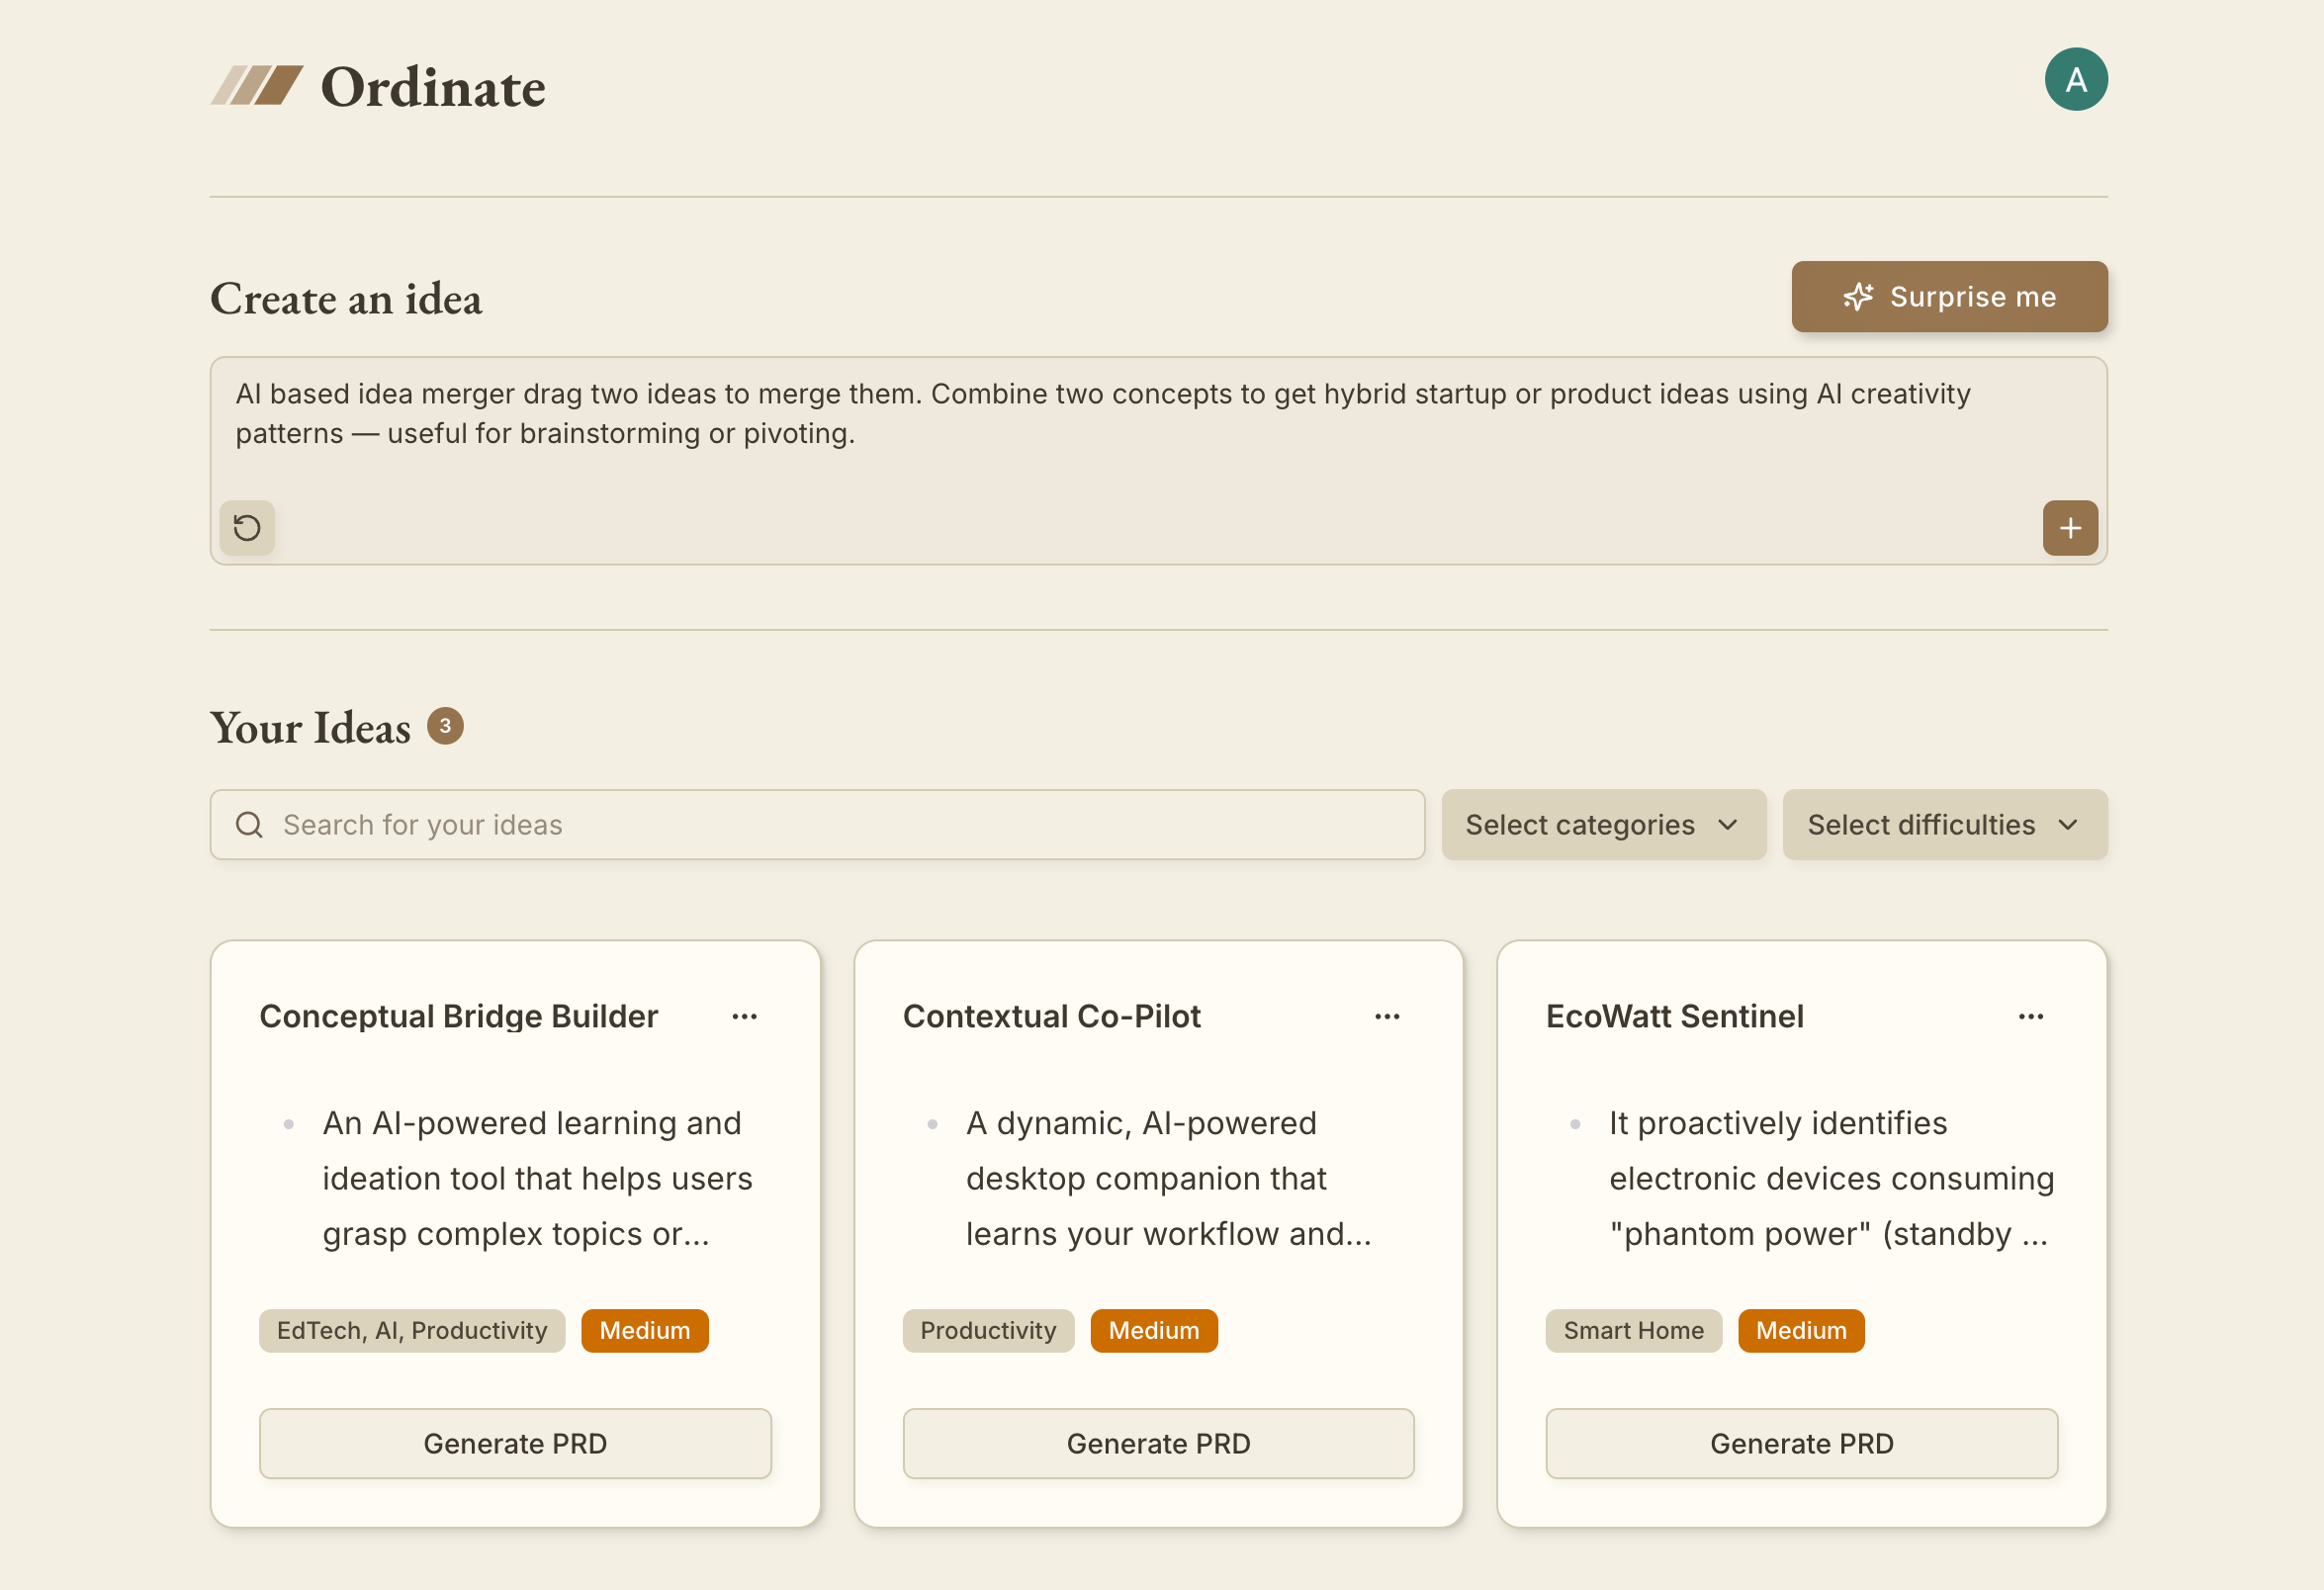 Ordinate
A
Create an idea
Surprise me
AI based idea merger drag two ideas to merge them. Combine two concepts to get hybrid startup or product ideas using AI creativity
patterns — useful for brainstorming or pivoting.
Your Ideas 3
Search for your ideas
Select categories
Select difficulties
Conceptual Bridge Builder
An AI-powered learning and
ideation tool that helps users
grasp complex topics or...
EdTech, AI, Productivity
Medium
Generate PRD
Contextual Co-Pilot
A dynamic, AI-powered
desktop companion that
learns your workflow and...
Productivity
Medium
Generate PRD
EcoWatt Sentinel
It proactively identifies
electronic devices consuming
"phantom power" (standby ...
Smart Home
Medium
Generate PRD